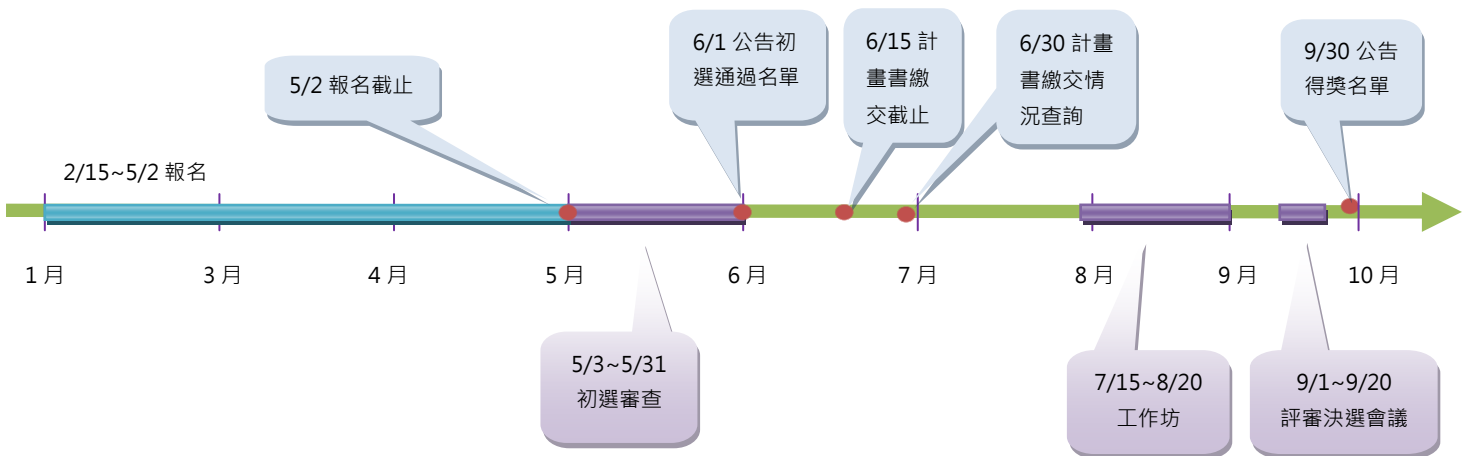 5/2 報名截止
6/1 公告初
選通過名單
6/15 計
畫書繳
交截止
6/30 計畫
書繳交情
況查詢
9/30 公告
得獎名單
2/15~5/2 報名
1 月
3 月
4 月
5 月
6 月
7 月
8 月
9 月
10 月
5/3~5/31
初選審查
7/15~8/20
工作坊
9/1~9/20
評審決選會議